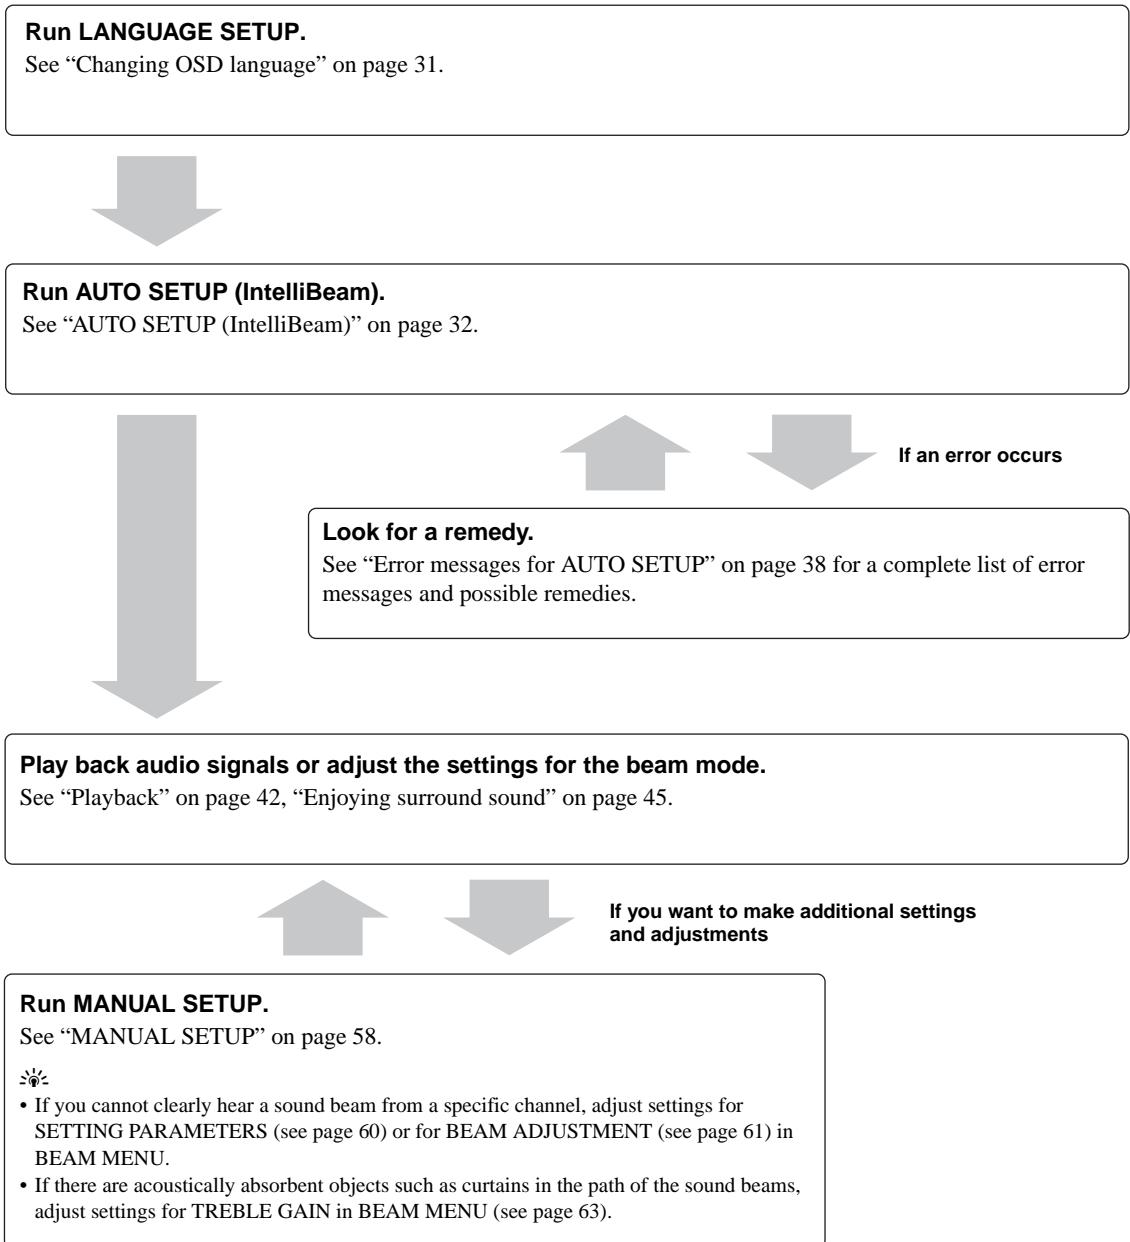 Run LANGUAGE SETUP.
See “Changing OSD language” on page 31.
Run AUTO SETUP (IntelliBeam).
See “AUTO SETUP (IntelliBeam)” on page 32.
If an error occurs
Look for a remedy.
See “Error messages for AUTO SETUP” on page 38 for a complete list of error
messages and possible remedies.
Play back audio signals or adjust the settings for the beam mode.
See “Playback” on page 42, “Enjoying surround sound” on page 45.
If you want to make additional settings
and adjustments
Run MANUAL SETUP.
See “MANUAL SETUP” on page 58.
• If you cannot clearly hear a sound beam from a specific channel, adjust settings for
SETTING PARAMETERS (see page 60) or for BEAM ADJUSTMENT (see page 61) in
BEAM MENU.
• If there are acoustically absorbent objects such as curtains in the path of the sound beams,
adjust settings for TREBLE GAIN in BEAM MENU (see page 63).